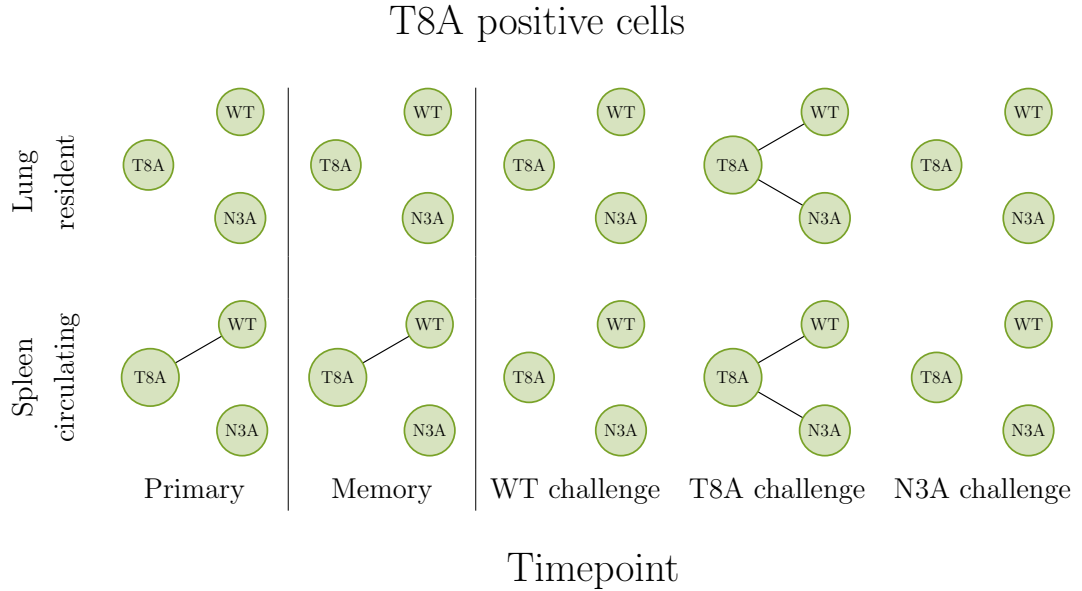 T8A positive cells
Lung
resident
WT
WT
WT
WT
WT
T8A
T8A
T8A
T8A
T8A
N3A
N3A
N3A
N3A
N3A
Spleen
circulating
WT
WT
WT
WT
WT
T8A
T8A
T8A
T8A
T8A
N3A
N3A
N3A
N3A
N3A
Primary
Memory
WT challenge
T8A challenge
N3A challenge
Timepoint